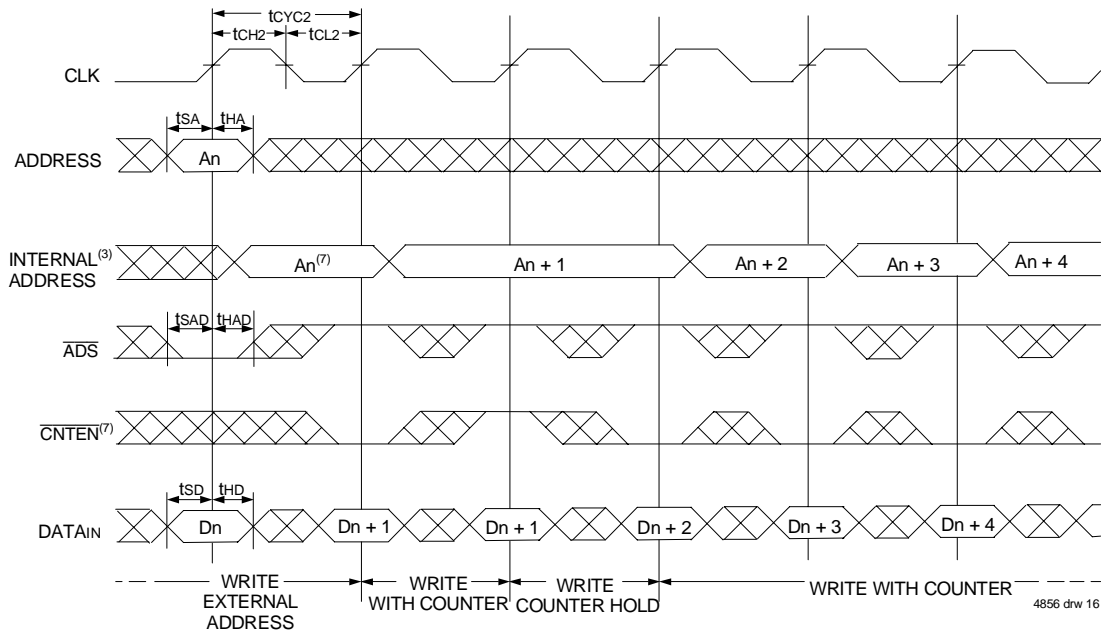 tCYC2
tCH2 tCL2
CLK
tSA tHA
ADDRESS An
INTERNAL(3)
ADDRESS
An(7) An + 1 An + 2 An + 3 An + 4
tSAD tHAD
ADS
CNTEN(7)
tSD tHD
DATAIN Dn Dn + 1 Dn + 1 Dn + 2 Dn + 3 Dn + 4
WRITE
EXTERNAL
ADDRESS
WRITE
WITH COUNTER
WRITE
COUNTER HOLD
WRITE WITH COUNTER
4856 drw 16